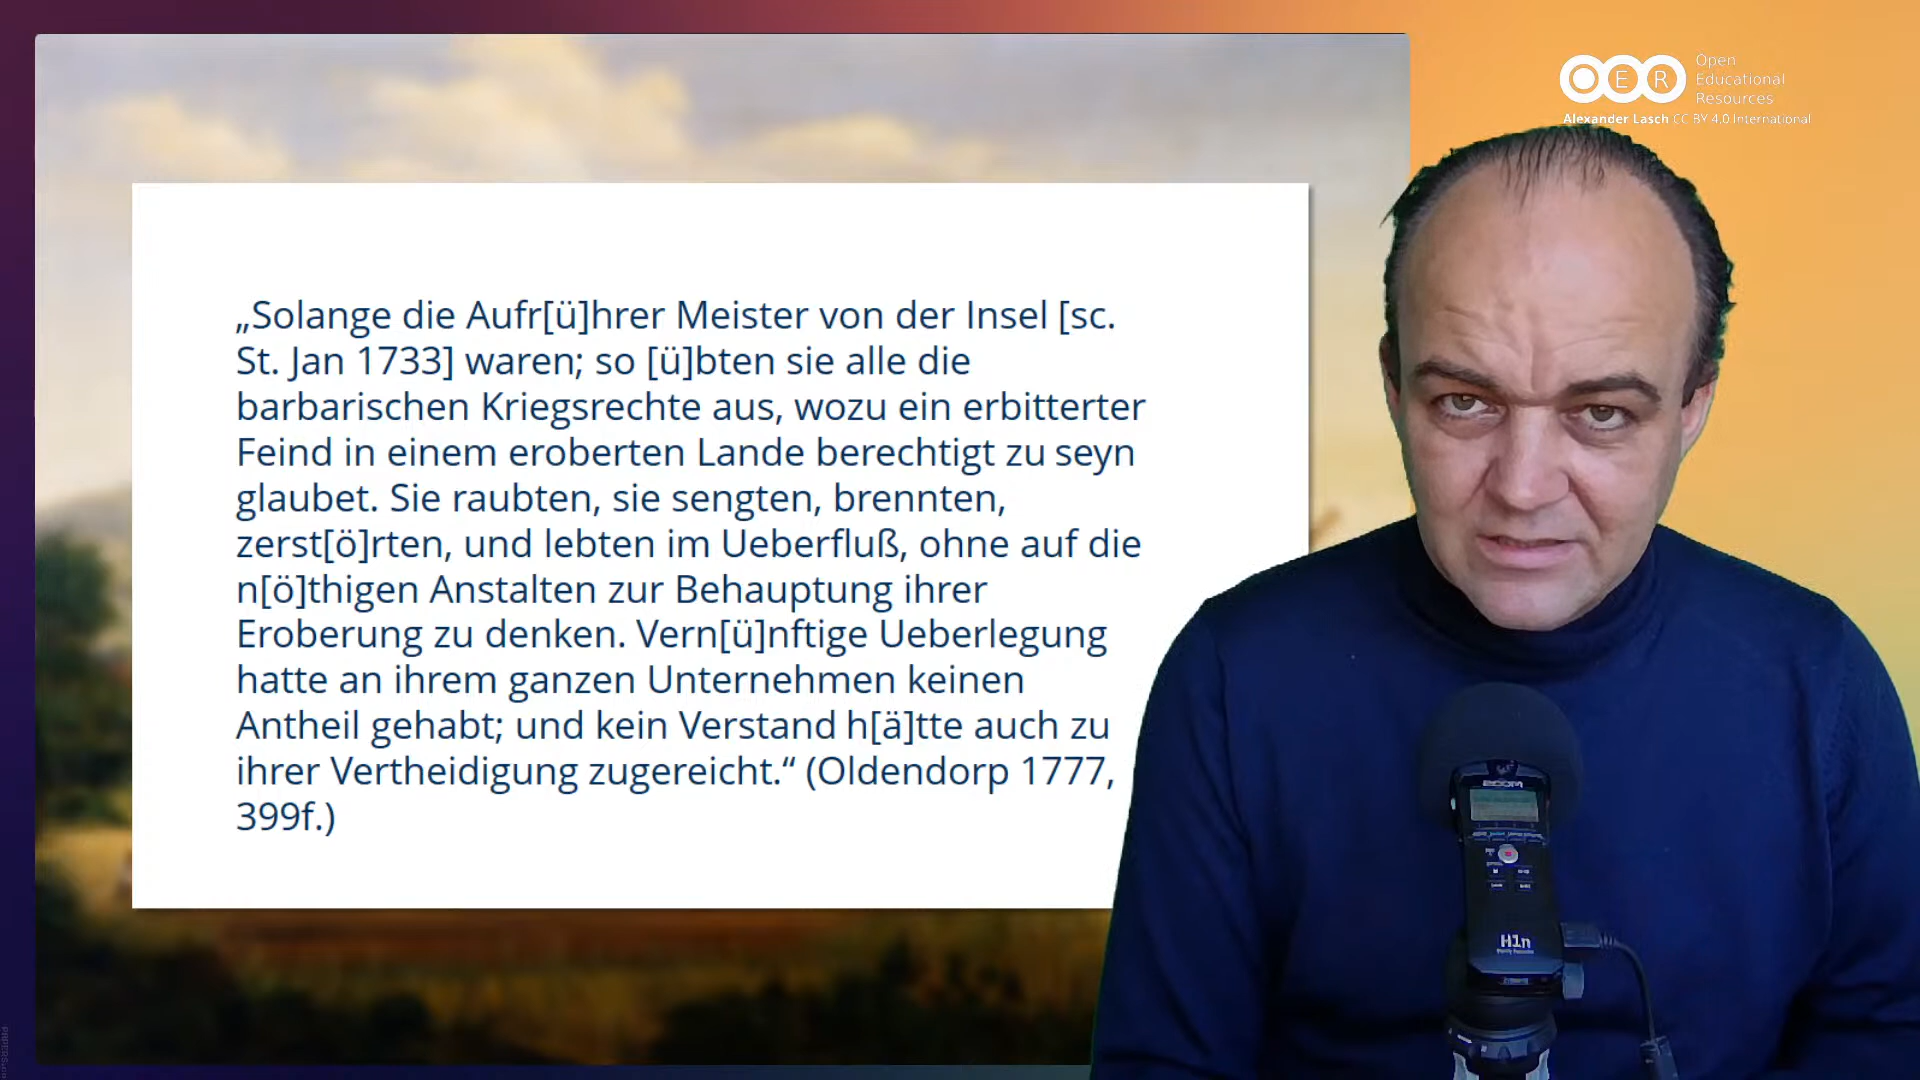 OER
Open
Educational
Resources
Alexander Lasch CC BY 4.0 International
„Solange die Aufr[ü]hrer Meister von der Insel [sc.
St. Jan 1733] waren; so [ü]bten sie alle die
barbarischen Kriegsrechte aus, wozu ein erbitterter
Feind in einem eroberten Lande berechtigt zu seyn
glaubet. Sie raubten, sie sengten, brennten,
zerst[ö]rten, und lebten im Ueberfluß, ohne auf die
n[ö]thigen Anstalten zur Behauptung ihrer
Eroberung zu denken. Vern[ü]nftige Ueberlegung
hatte an ihrem ganzen Unternehmen keinen
Antheil gehabt; und kein Verstand h[ä]tte auch zu
ihrer Vertheidigung zugereicht.“ (Oldendorp 1777,
399f.)
zoom
H1n